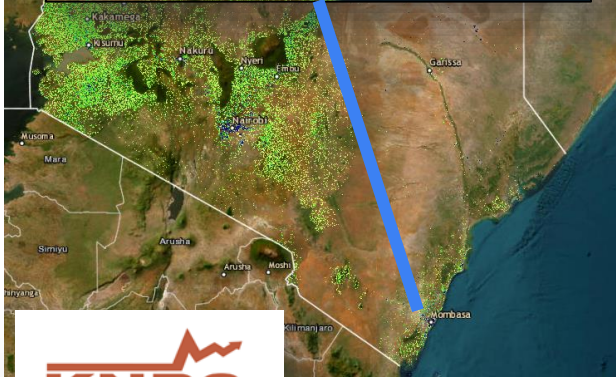 Kakamega
Kisumu
Nakuru
Nyeri
Embu
Garissa
Nairobi
Musoma
Mara
Simiyu
Arusha
Arusha
Moshi
Kilimanjaro
Mombasa